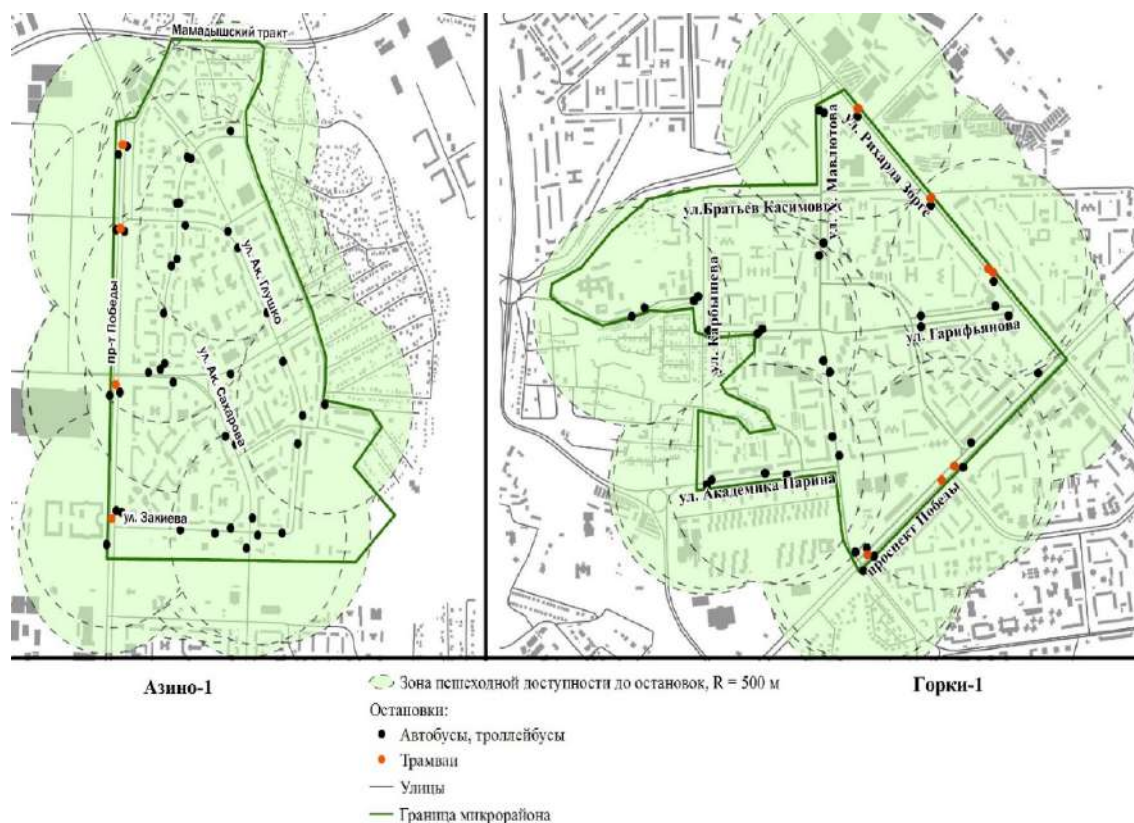 Мамадышский тракт
пр-т Победы
ул. Ак. Глушко
ул. Ак. Сахарова
ул. Закиева
ул. Рихарда Зорге
ул. Х. Мавлютова
ул.Братьев Касимовых
ул. Карбышева
ул. Гарифьянова
ул. Академика Парина
проспект Победы
Азино-1
Горки-1
Зона пешеходной доступности до остановок, R = 500 м
Остановки:
Автобусы, троллейбусы
Трамваи
Улицы
Граница микрорайона